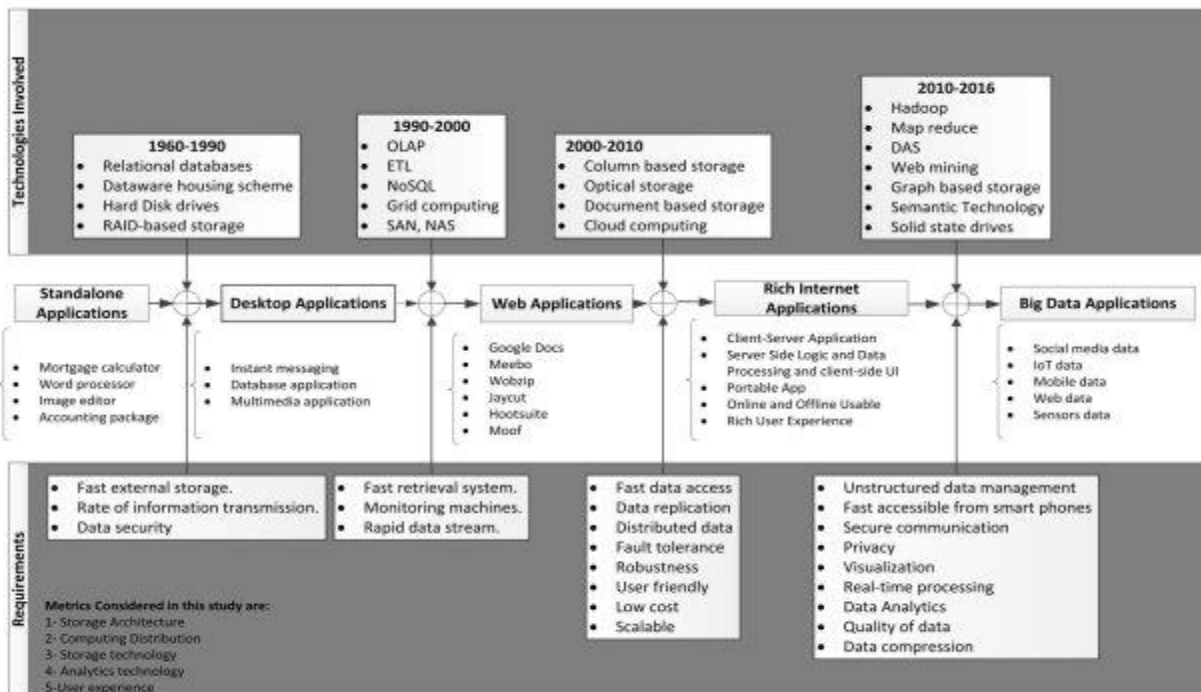 Technologies Involved
1960-1990
• Relational databases
• Dataware housing scheme
• Hard Disk drives
• RAID-based storage
1990-2000
• OLAP
• ETL
• NoSQL
• Grid computing
• SAN, NAS
2000-2010
• Column based storage
• Optical storage
• Document based storage
• Cloud computing
2010-2016
• Hadoop
• Map reduce
• DAS
• Web mining
• Graph based storage
• Semantic Technology
• Solid state drives
Standalone
Applications
Desktop Applications
Web Applications
Rich Internet
Applications
Big Data Applications
• Mortgage calculator
• Word processor
• Image editor
• Accounting package
• Instant messaging
• Database application
• Multimedia application
• Google Docs
• Meebo
• Wobzip
• Jaycut
• Hootsuite
• Moof
• Client-Server Application
• Server Side Logic and Data
Processing and client-side UI
• Portable App
• Online and Offline Usable
• Rich User Experience
• Social media data
• IoT data
• Mobile data
• Web data
• Sensors data
Requirements
• Fast external storage.
• Rate of information transmission.
• Data security
• Fast retrieval system.
• Monitoring machines.
• Rapid data stream.
• Fast data access
• Data replication
• Distributed data
• Fault tolerance
• Robustness
• User friendly
• Low cost
• Scalable
• Unstructured data management
• Fast accessible from smart phones
• Secure communication
• Privacy
• Visualization
• Real-time processing
• Data Analytics
• Quality of data
• Data compression
Metrics Considered in this study are:
1- Storage Architecture
2- Computing Distribution
3- Storage technology
4- Analytics technology
5-User experience